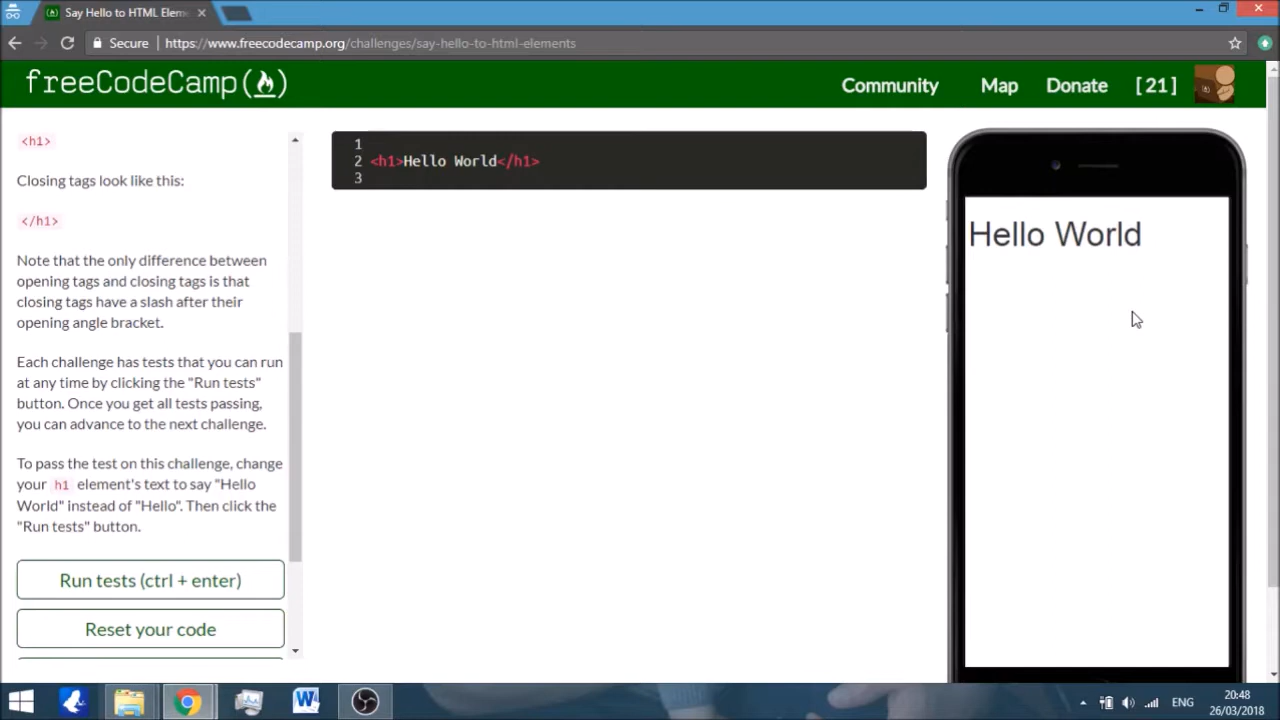 Say Hello to HTML Elem
Secure
https://www.freecodecamp.org/challenges/say-hello-to-html-elements
freeCodeCamp
Community
Map
Donate
[ 21 ]
<h1>
Closing tags look like this:
</h1>
Note that the only difference between
opening tags and closing tags is that
closing tags have a slash after their
opening angle bracket.
Each challenge has tests that you can run
at any time by clicking the "Run tests"
button. Once you get all tests passing,
you can advance to the next challenge.
To pass the test on this challenge, change
your h1 element's text to say "Hello
World" instead of "Hello". Then click the
"Run tests" button.
Run tests (ctrl + enter)
Reset your code
1
2 <h1>Hello World</h1>
3
Hello World
ENG
20:48
26/03/2018